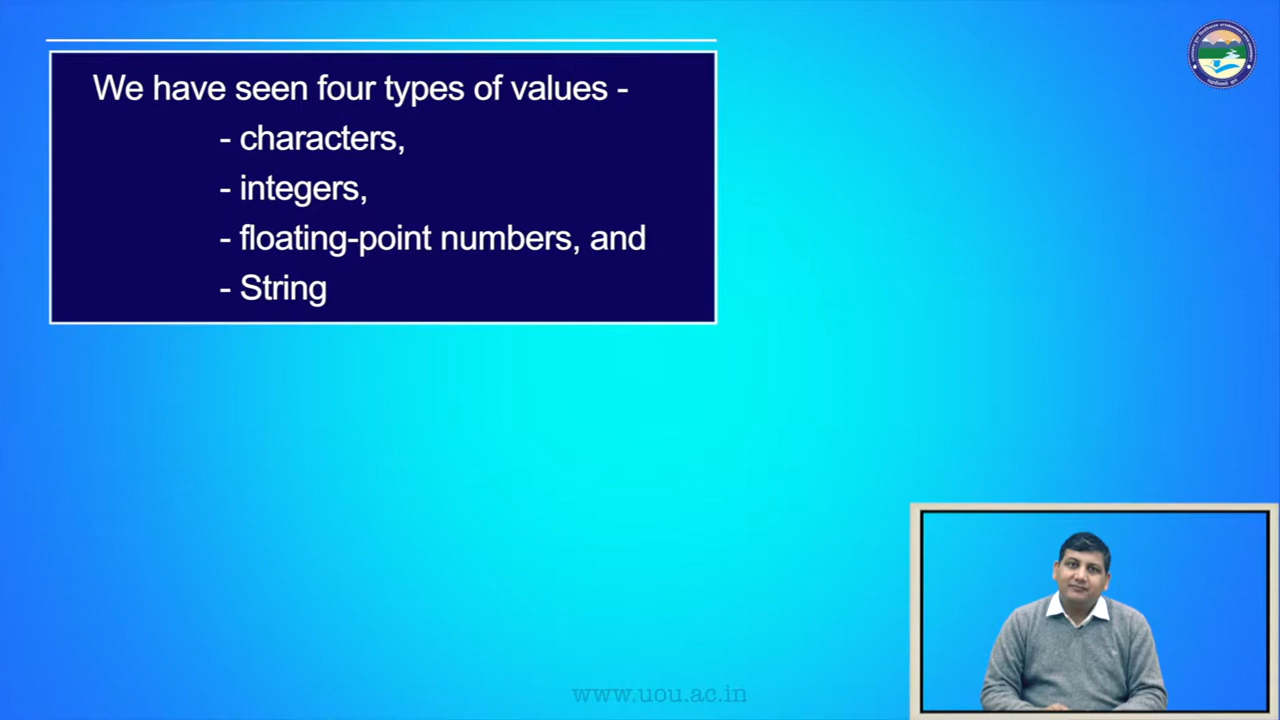 We have seen four types of values -
- characters,
- integers,
- floating-point numbers, and
- String
www.uou.ac.in